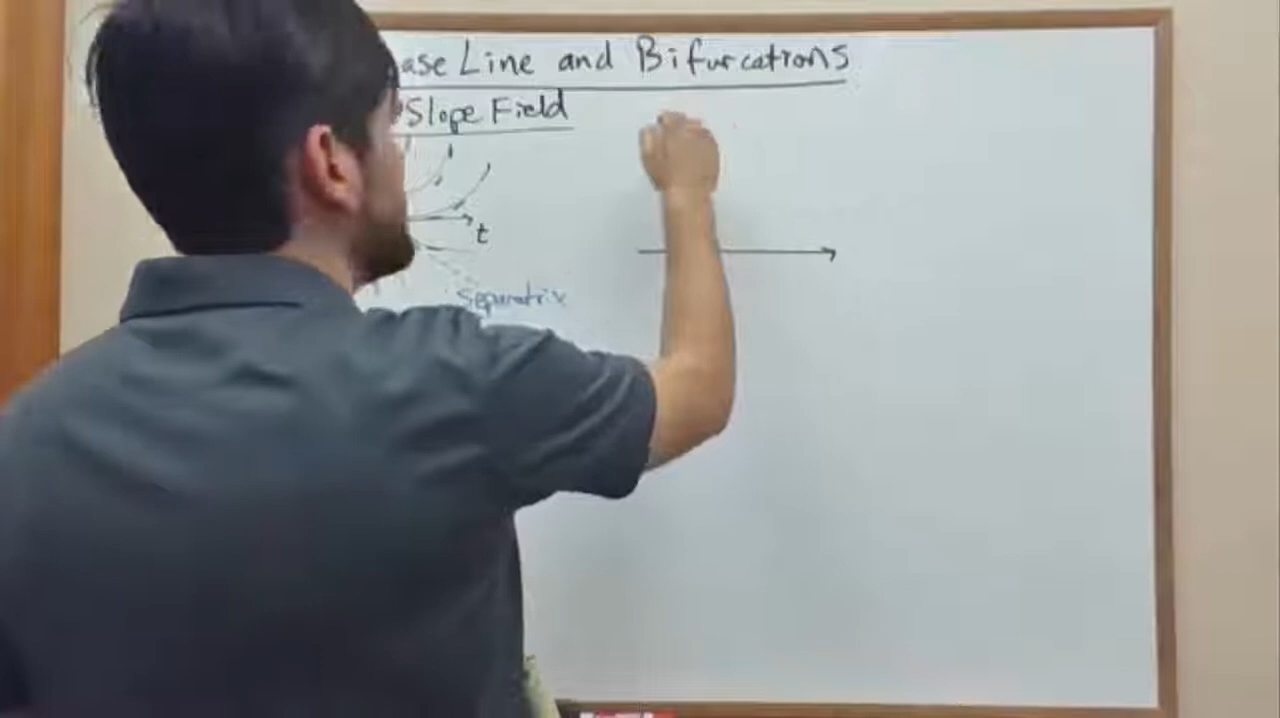 ase Line and Bifurcations
Slope Field
t
Separatrix